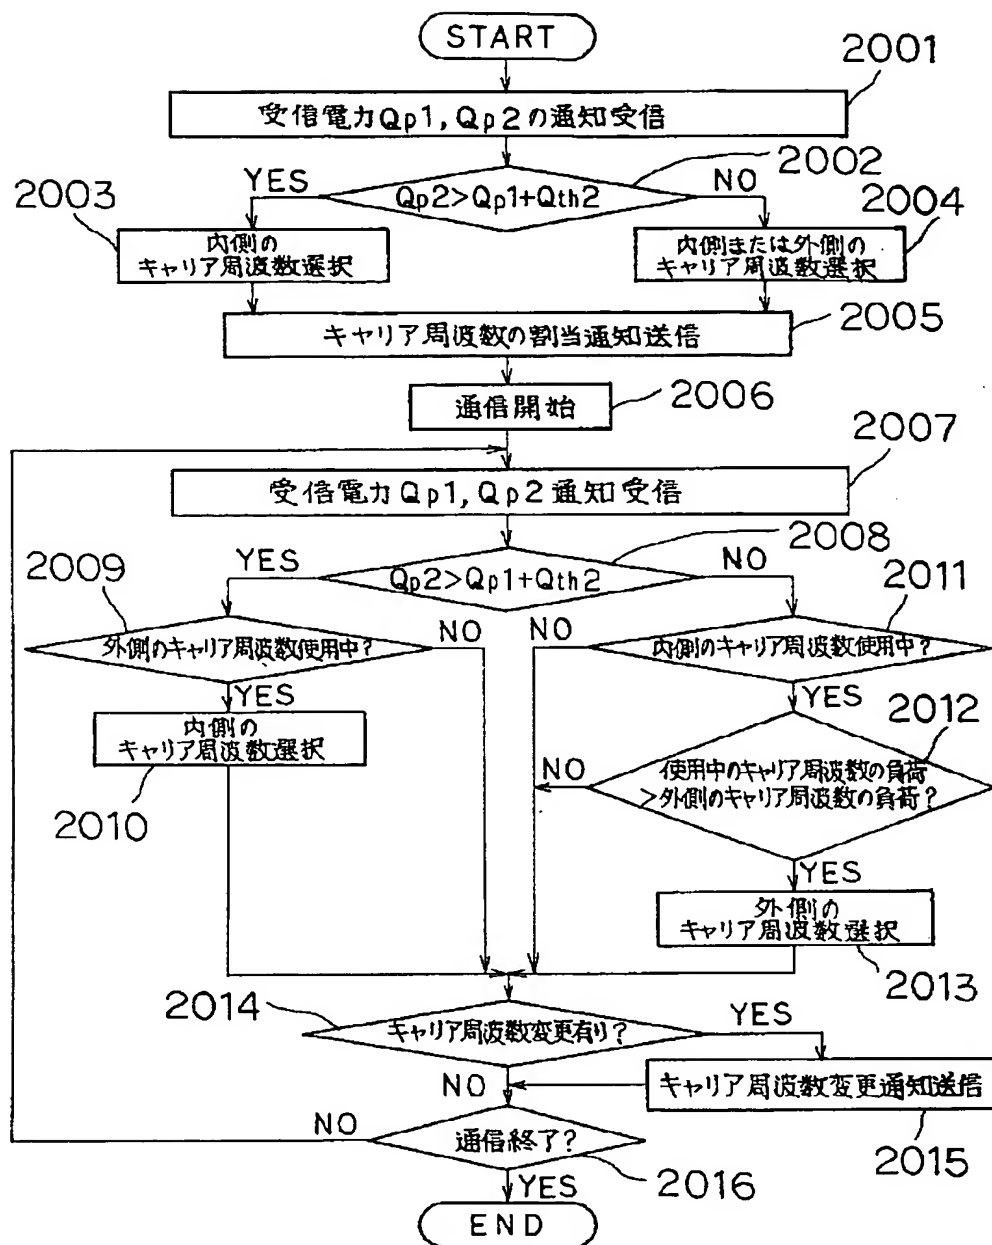 START
2001
受信電力Qp1,Qp2の通知受信
2002
YES
Qp2>Qp1+Qth2
NO
2003
2004
内側の
キャリア周波数選択
内側または外側の
キャリア周波数選択
2005
キャリア周波数の割当通知送信
2006
通信開始
2007
受信電力Qp1,Qp2通知受信
2008
YES
Qp2>Qp1+Qth2
NO
2009
2011
外側のキャリア周波数使用中?
NO
NO
内側のキャリア周波数使用中?
YES
YES
2012
内側の
キャリア周波数選択
NO
使用中のキャリア周波数の負荷
>外側のキャリア周波数の負荷?
2010
YES
外側の
キャリア周波数選択
2013
2014
キャリア周波数変更有り?
YES
NO
キャリア周波数変更通知送信
NO
通信終了?
2015
2016
YES
END